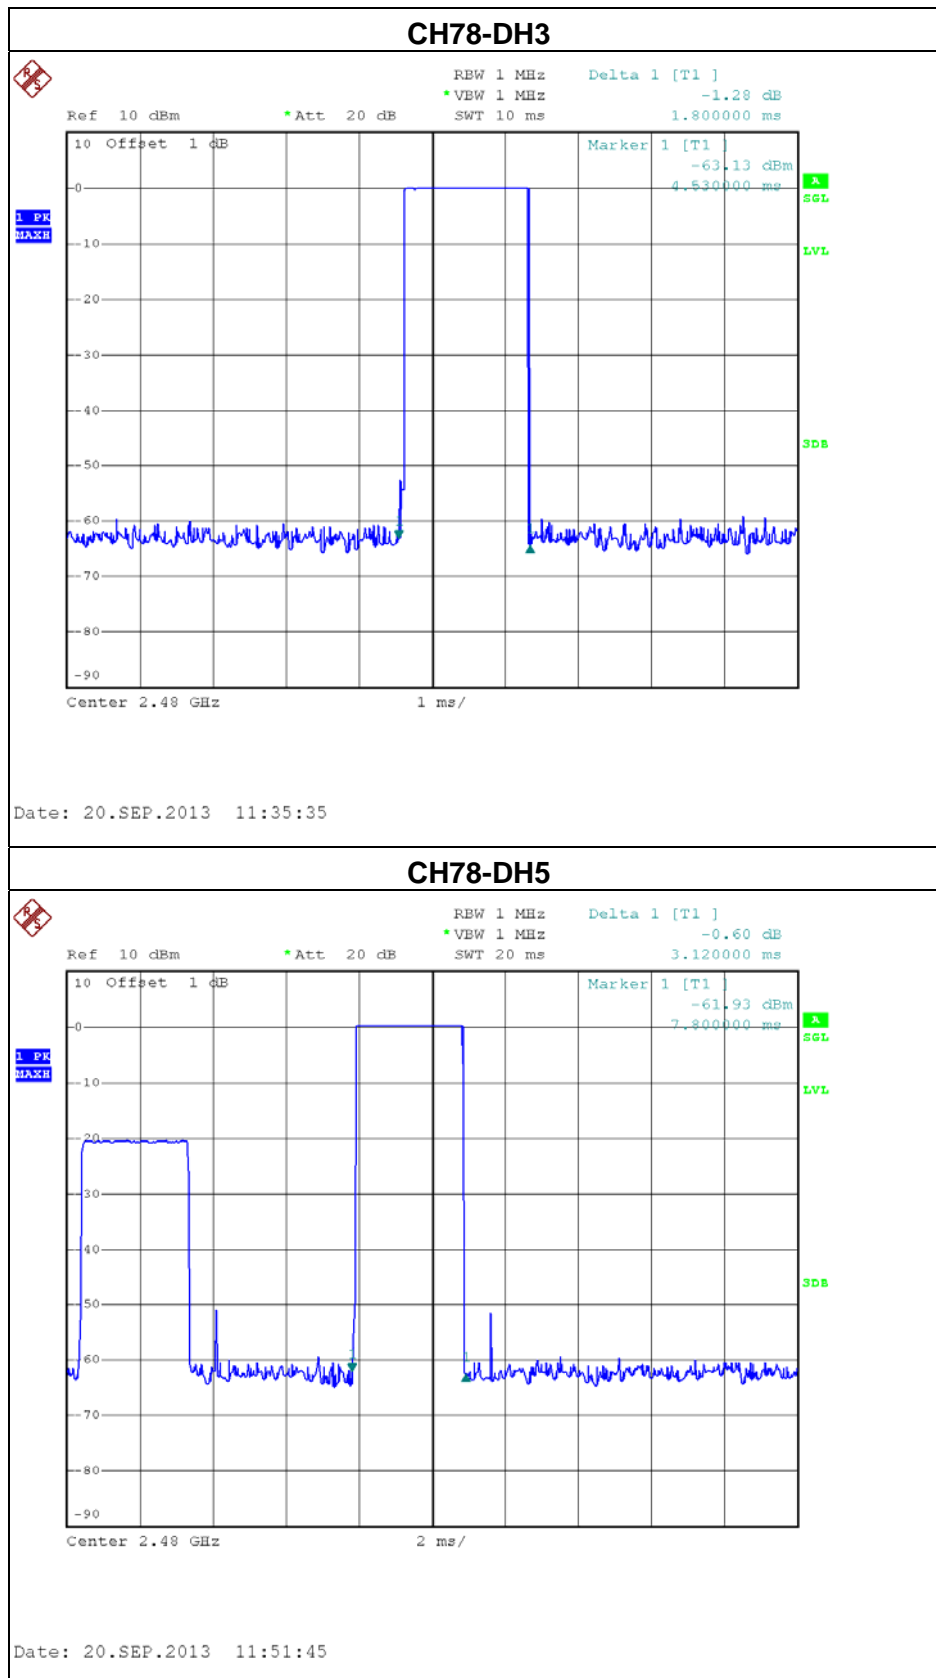 CH78-DH3
RBW 1 MHz Delta 1 [T1 ]
*VBW 1 MHz -1.28 dB
Ref 10 dBm *Att 20 dB SWT 10 ms 1.800000 ms
10 Offset 1 dB Marker 1 [T1 ]
-63.13 dBm
4.530000 ms
A
SGL
0
1 PK
MAXH
-10
LVL
-20
-30
-40
3DB
-50
-60
-70
-80
-90
Center 2.48 GHz 1 ms/
Date: 20.SEP.2013 11:35:35
CH78-DH5
RBW 1 MHz Delta 1 [T1 ]
*VBW 1 MHz -0.60 dB
Ref 10 dBm *Att 20 dB SWT 20 ms 3.120000 ms
10 Offset 1 dB Marker 1 [T1 ]
-61.93 dBm
7.800000 ms
A
SGL
0
1 PK
MAXH
-10
LVL
-20
-30
-40
3DB
-50
-60
1 1
-70
-80
-90
Center 2.48 GHz 2 ms/
Date: 20.SEP.2013 11:51:45